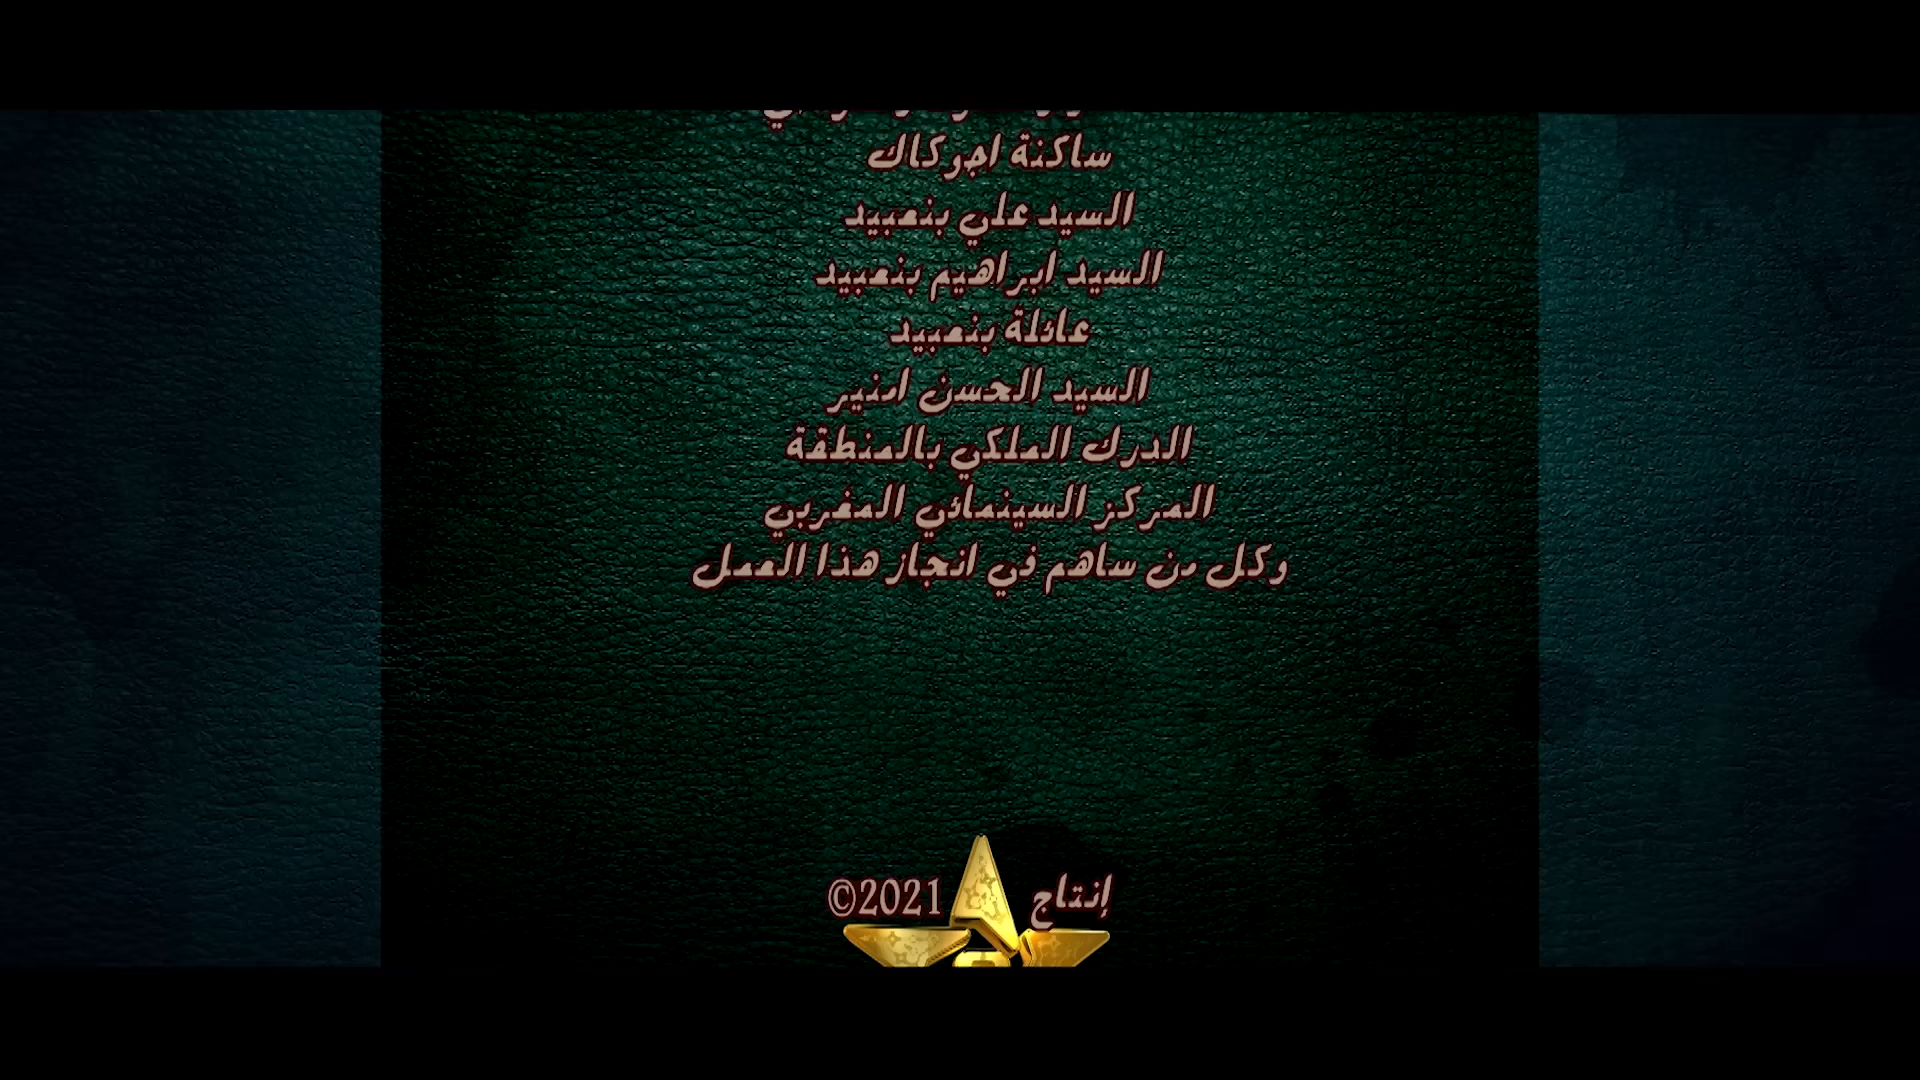 ساكنة اجوكاك
السيد علي بنعبيد
السيد ابراهيم بنعبيد
عائلة بنعبيد
السيد الحسن امنير
الدرك الملكي بالمنطقة
المركز السينمائي المغربي
وكل من ساهم في انجاز هذا العمل
إنتاج 2021©